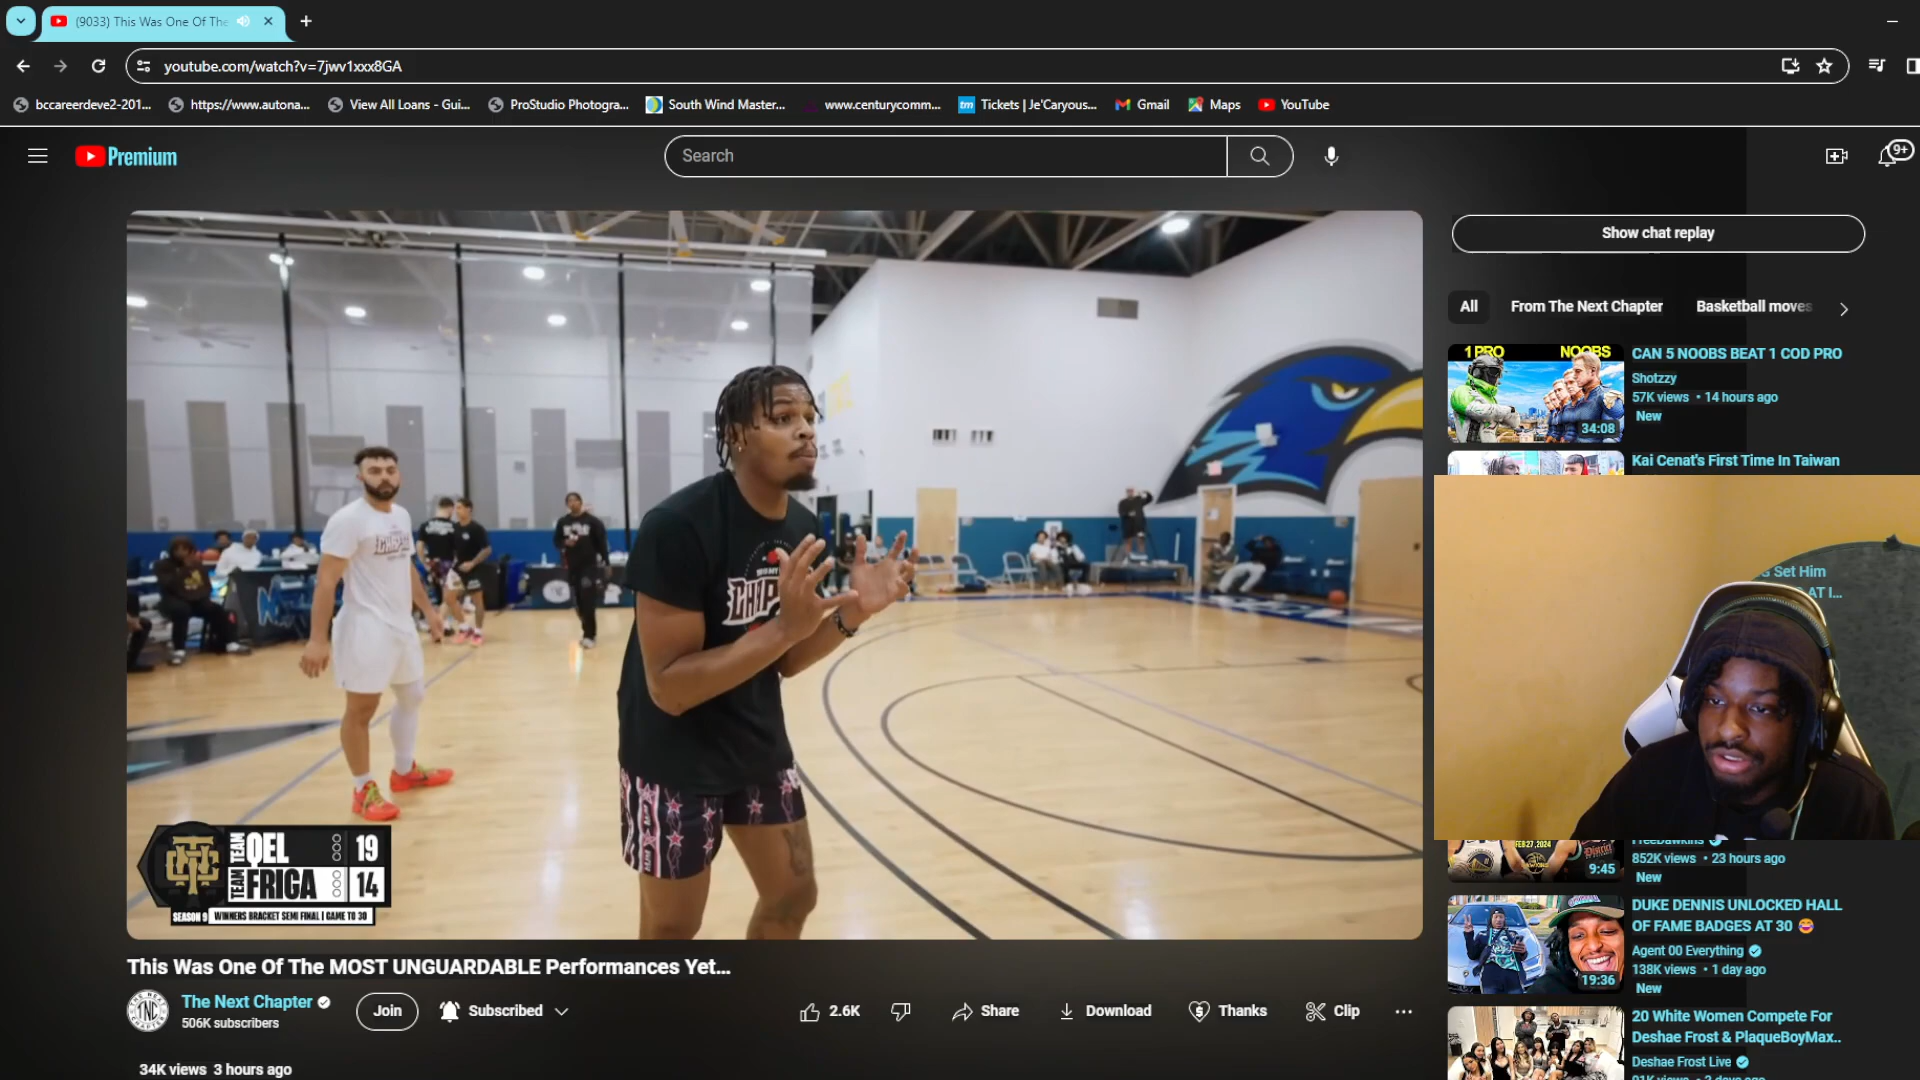 (9033) This Was One Of The
youtube.com/watch?v=7jwv1xxx8GA
bccareerdeve2-201...
https://www.autona...
View All Loans - Gui...
ProStudio Photogra...
South Wind Master...
www.centurycomm...
tm
Tickets | Je'Caryous...
Gmail
Maps
YouTube
Premium
Search
9+
Show chat replay
All
From The Next Chapter
Basketball moves
1 PRO
NOOBS
34:08
CAN 5 NOOBS BEAT 1 COD PRO
Shotzzy
57K views • 14 hours ago
New
Kai Cenat's First Time In Taiwan
Set Him
AT I...
TEAM QEL 19
TEAM FRIGA 14
SEASON 9 WINNERS BRACKET SEMI FINAL | GAME TO 30
FEB 27, 2024
9:45
FreeDawkins
852K views • 23 hours ago
New
19:36
DUKE DENNIS UNLOCKED HALL
OF FAME BADGES AT 30 😂
Agent 00 Everything
138K views • 1 day ago
New
20 White Women Compete For
Deshae Frost & PlaqueBoyMax..
Deshae Frost Live
This Was One Of The MOST UNGUARDABLE Performances Yet...
TNC
The Next Chapter
506K subscribers
Join
Subscribed
2.6K
Share
Download
Thanks
Clip
34K views 3 hours ago